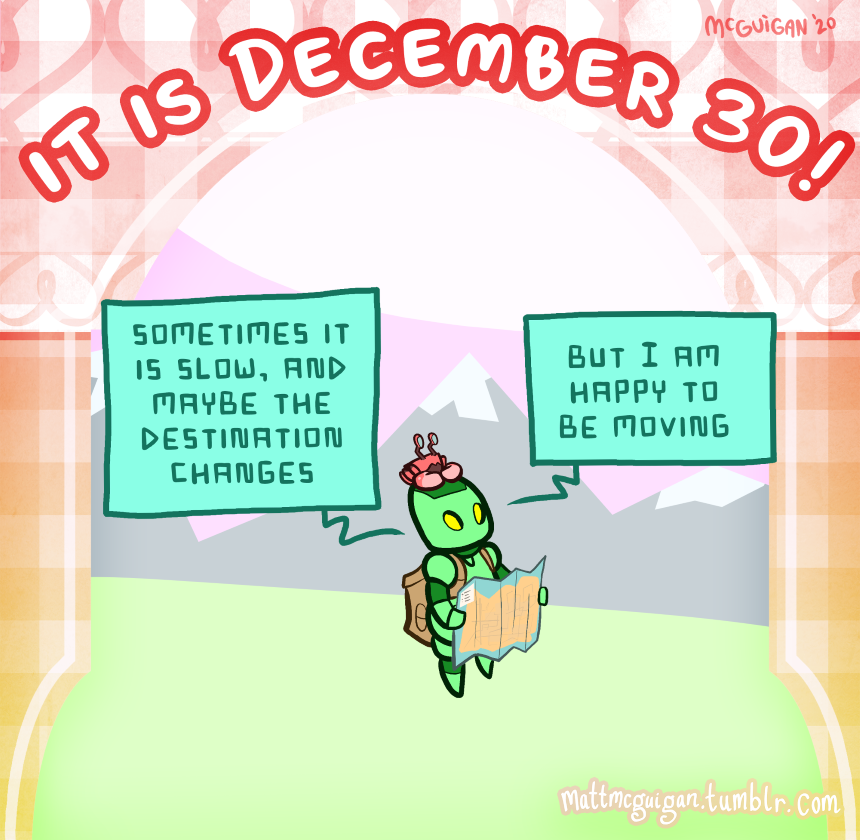 McGUiGAN '20
IT IS DECEMBER 30!
SOMETIMES IT
IS SLOW, AND
MAYBE THE
DESTINATION
CHANGES
BUT I AM
HAPPY TO
BE MOVING
mattmcguigan.tumblr.com